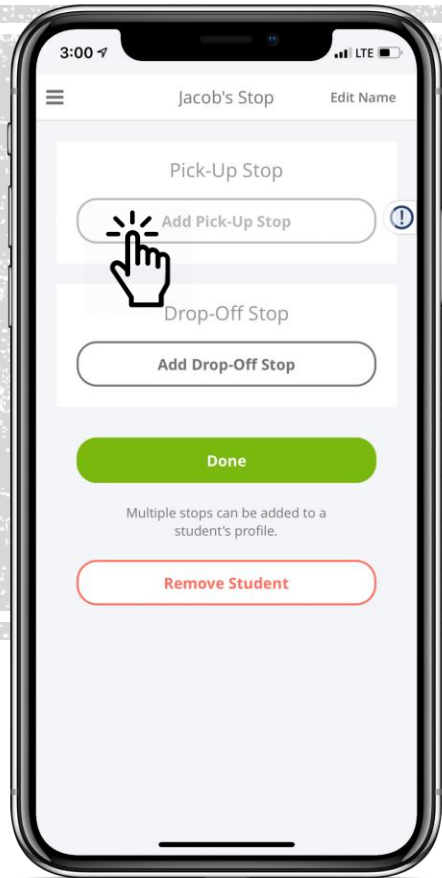 3:00 LTE
Jacob's Stop Edit Name
Pick-Up Stop
Add Pick-Up Stop
Drop-Off Stop
Add Drop-Off Stop
Done
Multiple stops can be added to a
student's profile.
Remove Student